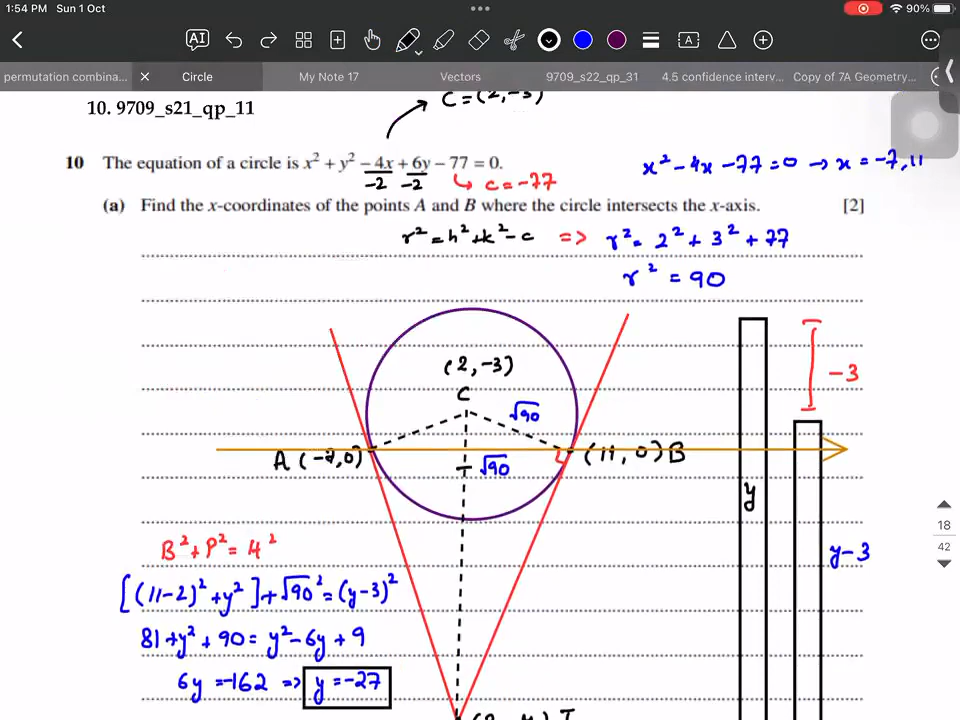 1:54 PM Sun 1 Oct
90%
AI
A
permutation combina...
Circle
My Note 17
Vectors
9709_s22_qp_31
4.5 confidence interv...
Copy of 7A Geometry...
10. 9709_s21_qp_11
C = (2, -3)
10 The equation of a circle is x² + y² − 4x + 6y − 77 = 0.
-2 -2
c = -77
x² - 4x - 77 = 0 → x = -7, 11
(a) Find the x-coordinates of the points A and B where the circle intersects the x-axis. [2]
r² = h² + k² - c => r² = 2² + 3² + 77
r² = 90
(2, -3)
C
√90
-3
A (-7, 0)
√90
(11, 0) B
y
18
42
B² + P² = H²
y-3
[(11-2)² + y²] + √90² = (y-3)²
81 + y² + 90 = y² - 6y + 9
6y = -162 => y = -27